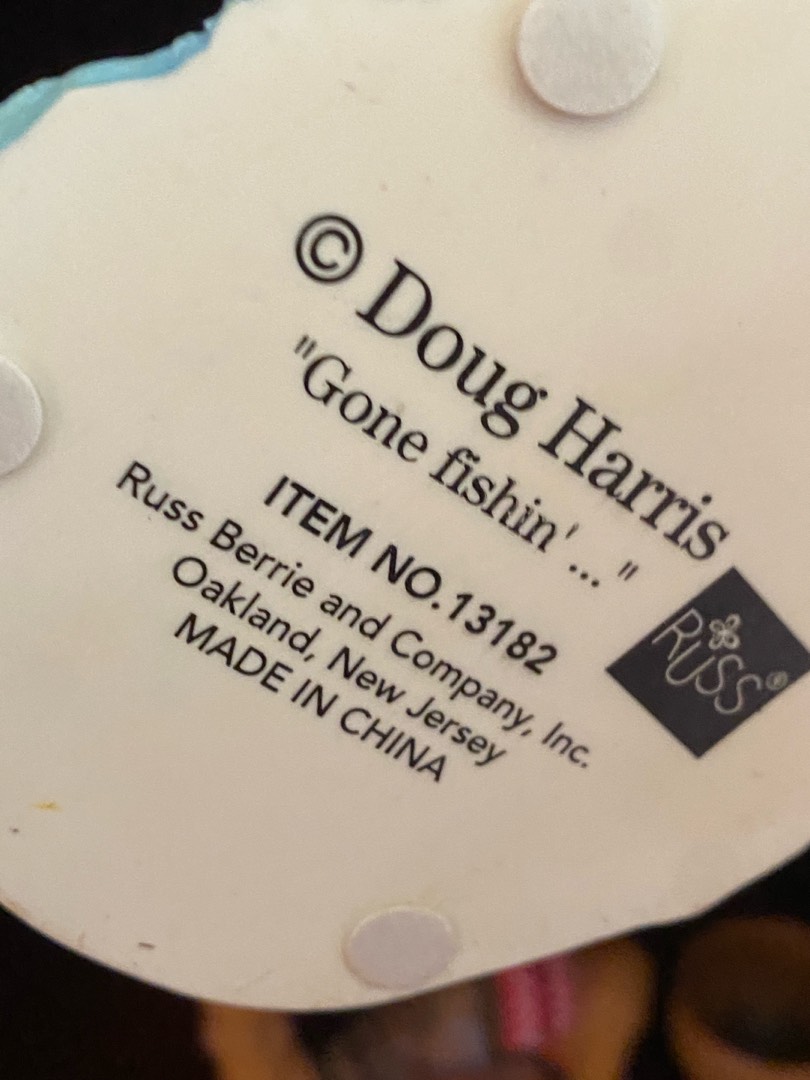 © Doug Harris
"Gone fishin'..."
ITEM NO.13182
Russ Berrie and Company, Inc.
Oakland, New Jersey
MADE IN CHINA
RUSS®